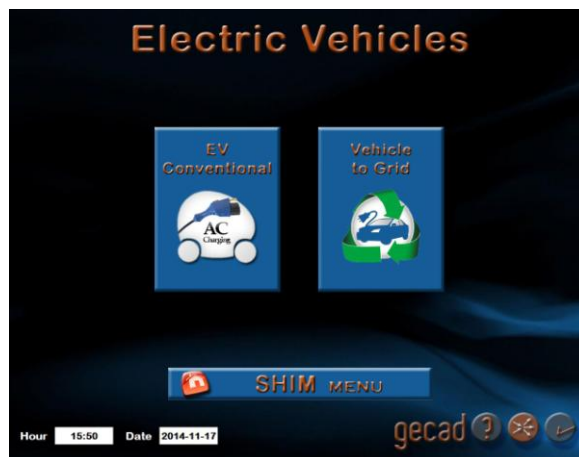 Electric Vehicles
EV
Conventional
AC
Charging
Vehicle
to Grid
SHIM MENU
gecad ?
Hour 15:50 Date 2014-11-17